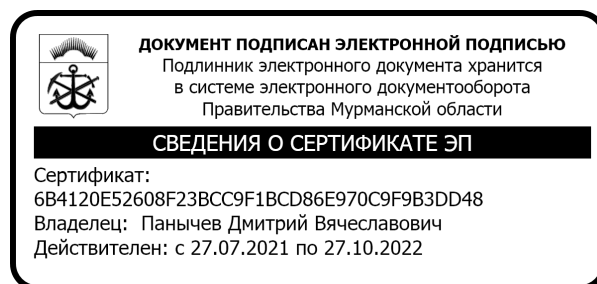 ДОКУМЕНТ ПОДПИСАН ЭЛЕКТРОННОЙ ПОДПИСЬЮ
Подлинник электронного документа хранится
в системе электронного документооборота
Правительства Мурманской области
СВЕДЕНИЯ О СЕРТИФИКАТЕ ЭП
Сертификат:
6B4120E52608F23BCC9F1BCD86E970C9F9B3DD48
Владелец: Панычев Дмитрий Вячеславович
Действителен: с 27.07.2021 по 27.10.2022